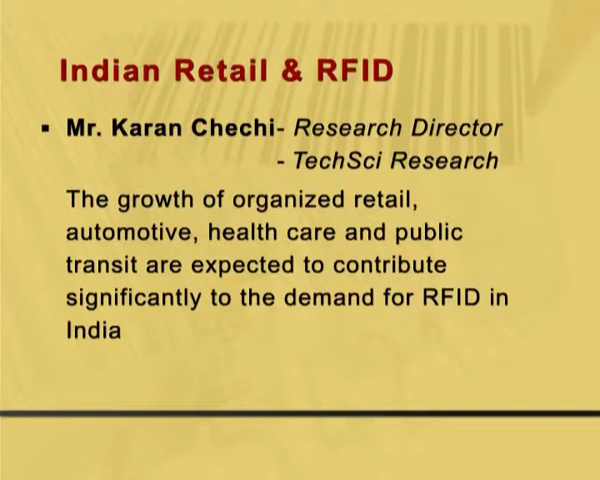 Indian Retail & RFID
▪ Mr. Karan Chechi- Research Director
- TechSci Research
The growth of organized retail,
automotive, health care and public
transit are expected to contribute
significantly to the demand for RFID in
India